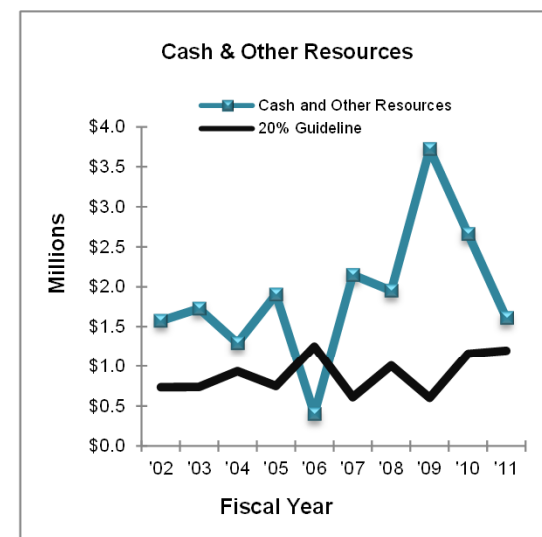 Cash & Other Resources
Cash and Other Resources
20% Guideline
$4.0
$3.5
$3.0
$2.5
$2.0
$1.5
$1.0
$0.5
$0.0
Millions
'02 '03 '04 '05 '06 '07 '08 '09 '10 '11
Fiscal Year